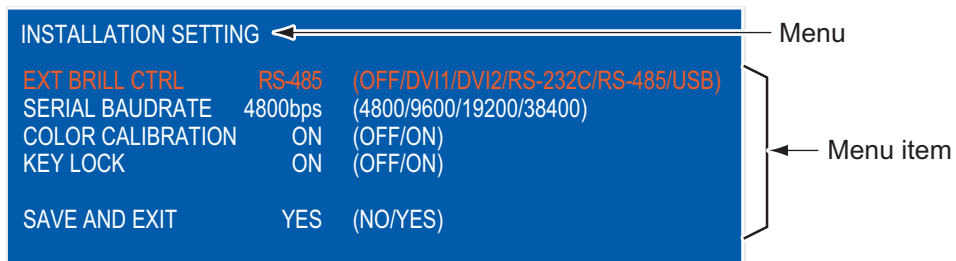 INSTALLATION SETTING
Menu
EXT BRILL CTRL RS-485 (OFF/DVI1/DVI2/RS-232C/RS-485/USB)
SERIAL BAUDRATE 4800bps (4800/9600/19200/38400)
COLOR CALIBRATION ON (OFF/ON)
KEY LOCK ON (OFF/ON)
Menu item
SAVE AND EXIT YES (NO/YES)